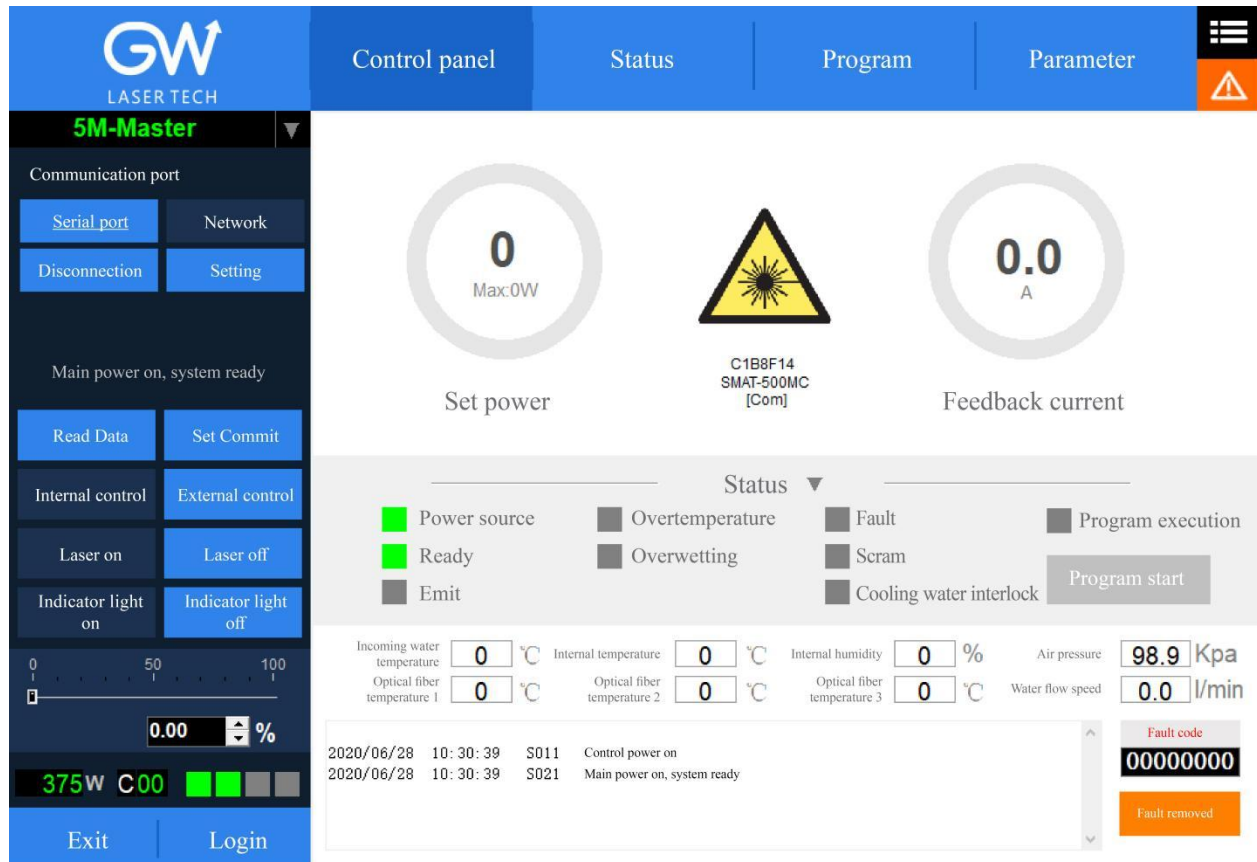 GW
LASER TECH
Control panel
Status
Program
Parameter
5M-Master
Communication port
Serial port
Network
Disconnection
Setting
Main power on, system ready
Read Data
Set Commit
Internal control
External control
Laser on
Laser off
Indicator light
on
Indicator light
off
0 50 100
0.00 %
375W C00
Exit
Login
0
Max:0W
Set power
C1B8F14
SMAT-500MC
[Com]
0.0
A
Feedback current
Status
Power source
Overtemperature
Fault
Program execution
Ready
Overwetting
Scram
Program start
Emit
Cooling water interlock
Incoming water
temperature
0 ℃
Internal temperature 0 ℃
Internal humidity 0 %
Air pressure 98.9 Kpa
Optical fiber
temperature 1
0 ℃
Optical fiber
temperature 2
0 ℃
Optical fiber
temperature 3
0 ℃
Water flow speed 0.0 l/min
2020/06/28 10:30:39 S011 Control power on
2020/06/28 10:30:39 S021 Main power on, system ready
Fault code
00000000
Fault removed